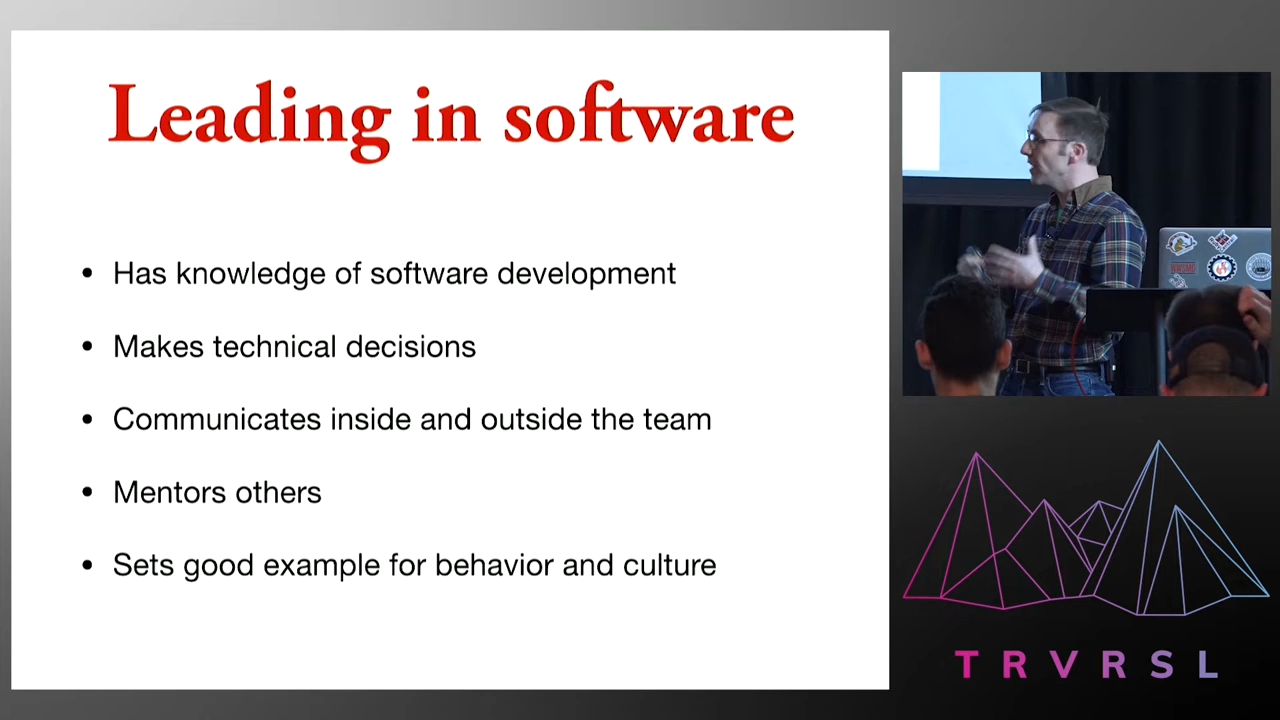 Leading in software
• Has knowledge of software development
• Makes technical decisions
• Communicates inside and outside the team
• Mentors others
• Sets good example for behavior and culture
TRVRSL